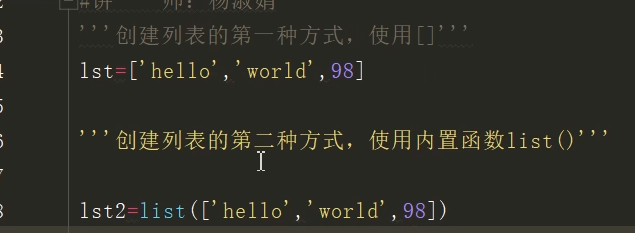 #讲 师：杨淑娟
'''创建列表的第一种方式，使用[]'''
lst=['hello','world',98]
'''创建列表的第二种方式，使用内置函数list()'''
lst2=list(['hello','world',98])